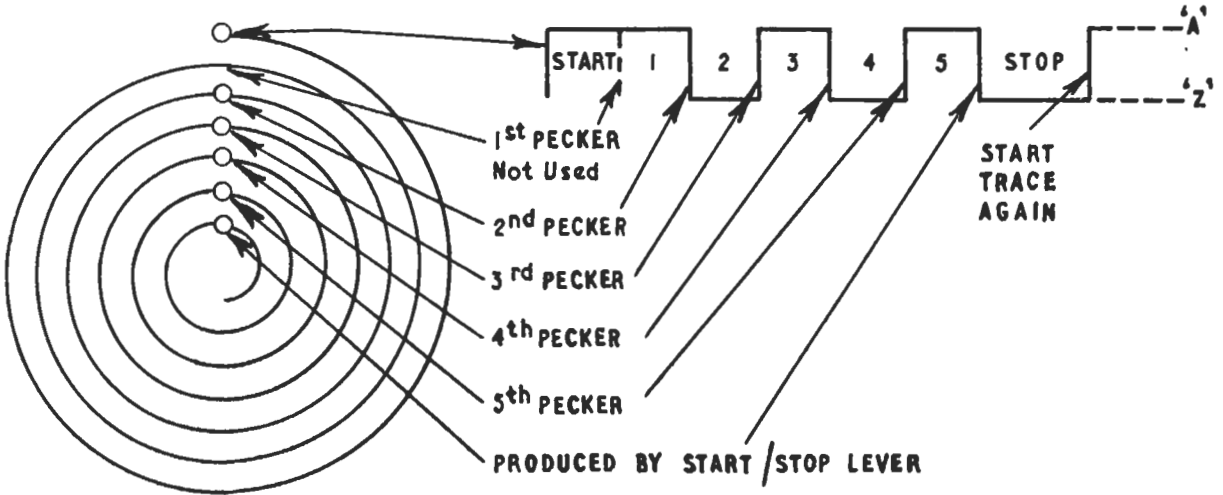 'A'
START 1 2 3 4 5 STOP
'Z'
1st PECKER
Not Used
2nd PECKER
3rd PECKER
4th PECKER
5th PECKER
PRODUCED BY START/STOP LEVER
START
TRACE
AGAIN